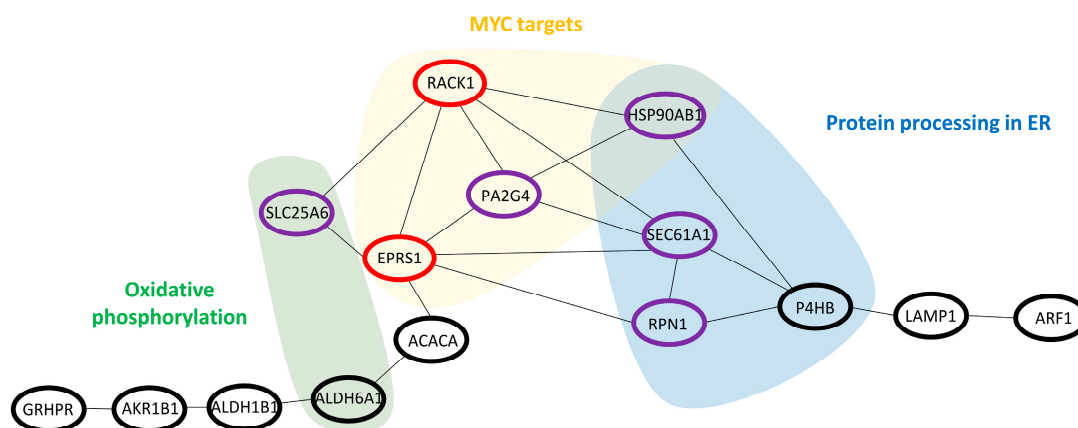 MYC targets
RACK1
HSP90AB1
Protein processing in ER
PA2G4
SLC25A6
SEC61A1
EPRS1
Oxidative
phosphorylation
P4HB
LAMP1
ARF1
RPN1
ACACA
ALDH6A1
GRHPR
AKR1B1
ALDH1B1